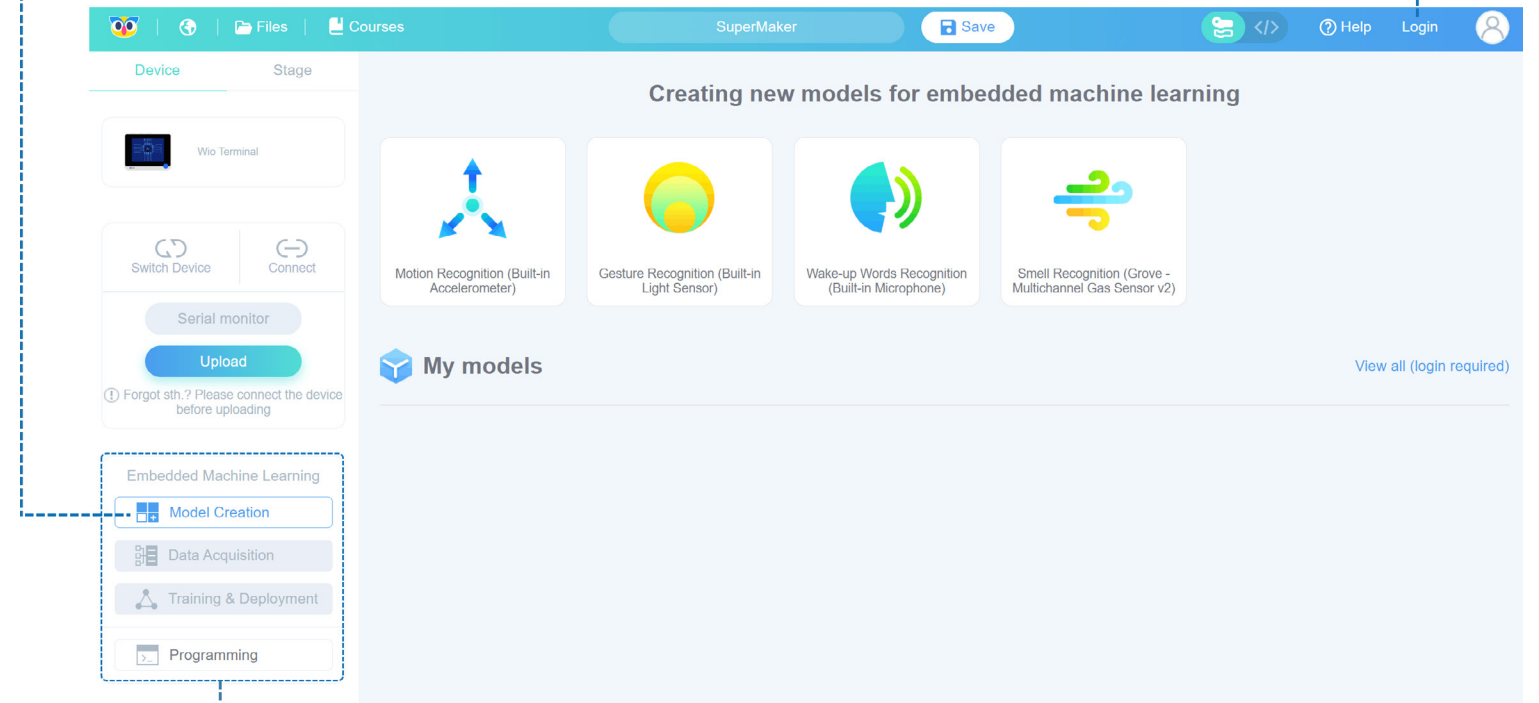 Files
Courses
SuperMaker
Save
</>
Help
Login
Device
Stage
Wio Terminal
Switch Device
Connect
Serial monitor
Upload
Forgot sth.? Please connect the device
before uploading
Embedded Machine Learning
Model Creation
Data Acquisition
Training & Deployment
Programming
Creating new models for embedded machine learning
Motion Recognition (Built-in
Accelerometer)
Gesture Recognition (Built-in
Light Sensor)
Wake-up Words Recognition
(Built-in Microphone)
Smell Recognition (Grove -
Multichannel Gas Sensor v2)
My models
View all (login required)